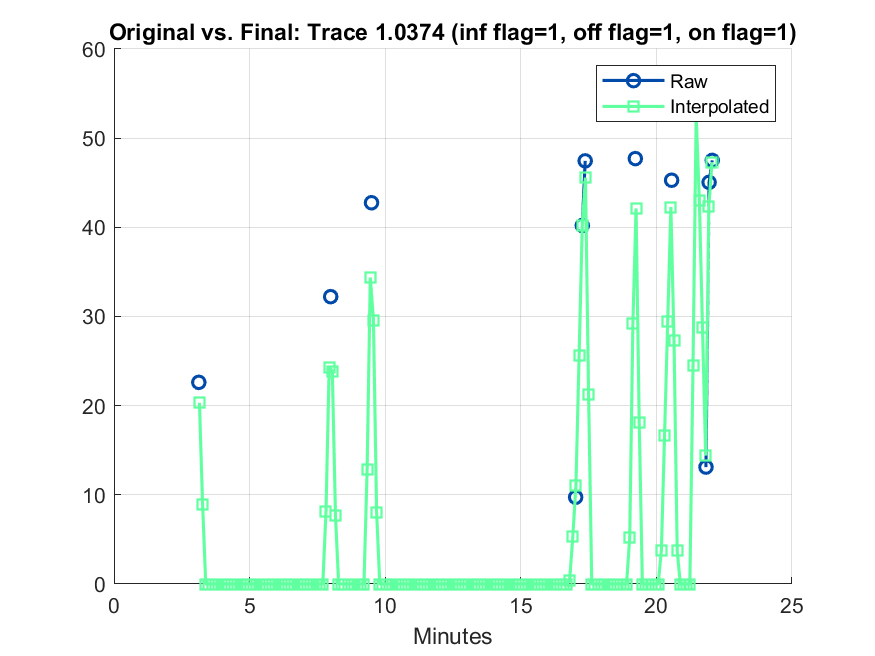 Original vs. Final: Trace 1.0374 (inf flag=1, off flag=1, on flag=1)
60
50
40
30
20
10
0
Raw
Interpolated
0 5 10 15 20 25
Minutes